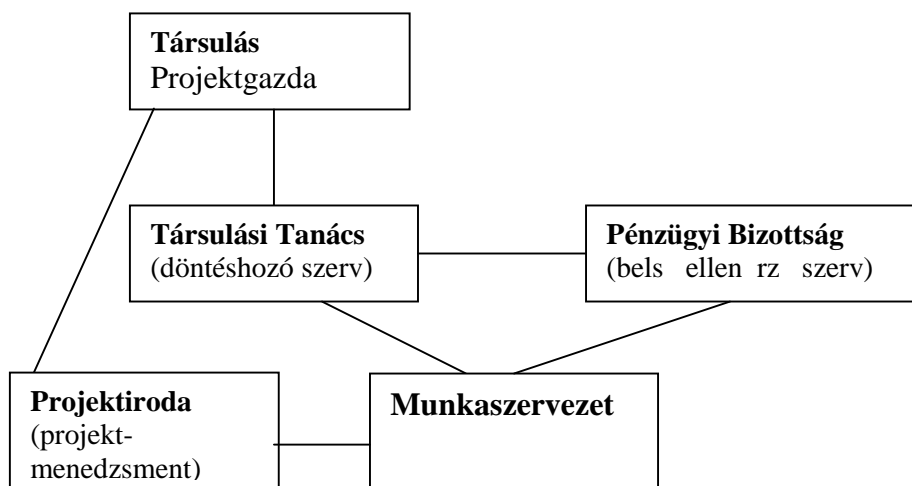 Társulás
Projektgazda
Társulási Tanács
(döntéshozó szerv)
Pénzügyi Bizottság
(bels ellen rz szerv)
Projektiroda
(projekt-
menedzsment)
Munkaszervezet